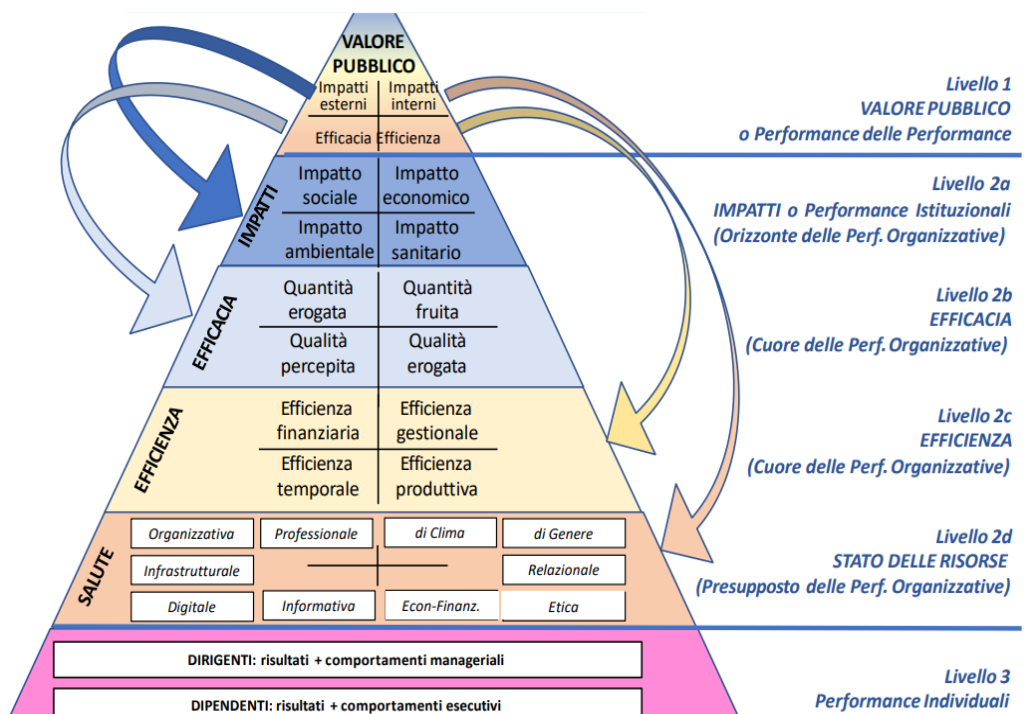 VALORE
PUBBLICO
Impatti esterni
Impatti interni
Efficacia
Efficienza
Livello 1
VALORE PUBBLICO
o Performance delle Performance
IMPATTI
Impatto sociale
Impatto economico
Impatto ambientale
Impatto sanitario
Livello 2a
IMPATTI o Performance Istituzionali
(Orizzonte delle Perf. Organizzative)
EFFICACIA
Quantità erogata
Quantità fruita
Qualità percepita
Qualità erogata
Livello 2b
EFFICACIA
(Cuore delle Perf. Organizzative)
EFFICIENZA
Efficienza finanziaria
Efficienza gestionale
Efficienza temporale
Efficienza produttiva
Livello 2c
EFFICIENZA
(Cuore delle Perf. Organizzative)
SALUTE
Organizzativa
Professionale
di Clima
di Genere
Infrastrutturale
Relazionale
Digitale
Informativa
Econ-Finanz.
Etica
Livello 2d
STATO DELLE RISORSE
(Presupposto delle Perf. Organizzative)
DIRIGENTI: risultati + comportamenti manageriali
DIPENDENTI: risultati + comportamenti esecutivi
Livello 3
Performance Individuali